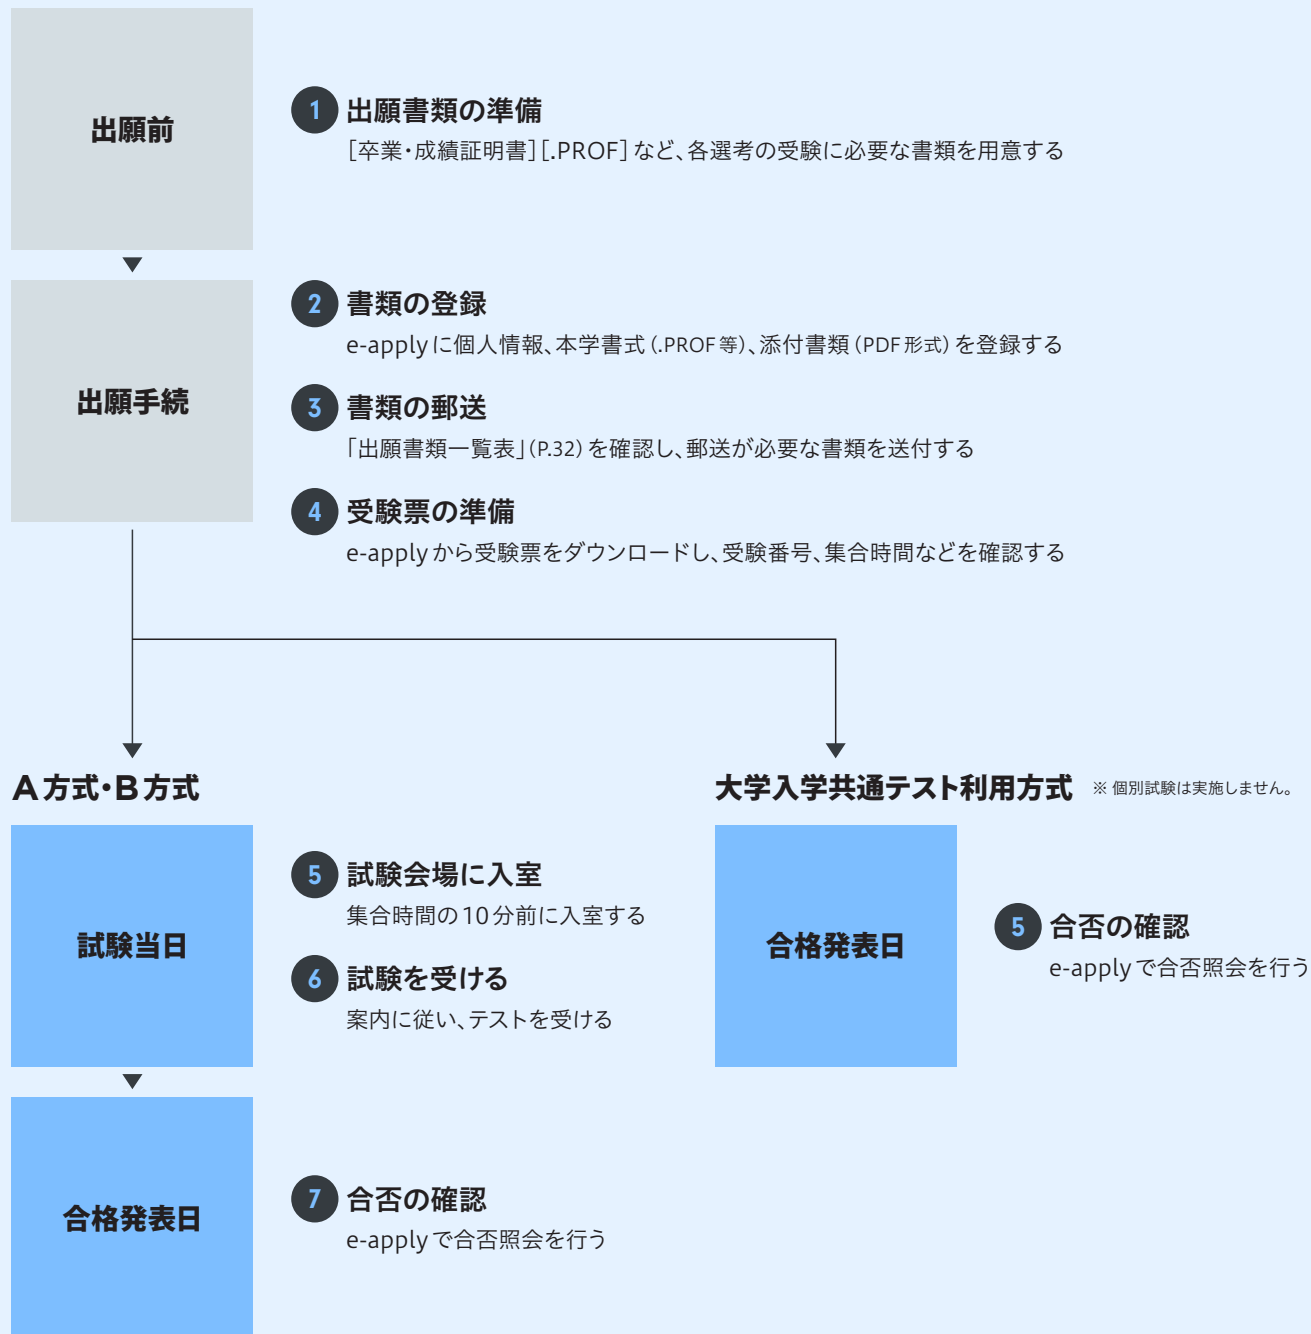 出願前
1 出願書類の準備
[卒業・成績証明書][.PROF]など、各選考の受験に必要な書類を用意する
出願手続
2 書類の登録
e-applyに個人情報、本学書式(.PROF等)、添付書類(PDF形式)を登録する
3 書類の郵送
「出願書類一覧表」(P.32)を確認し、郵送が必要な書類を送付する
4 受験票の準備
e-applyから受験票をダウンロードし、受験番号、集合時間などを確認する
A方式・B方式
試験当日
5 試験会場に入室
集合時間の10分前に入室する
6 試験を受ける
案内に従い、テストを受ける
合格発表日
7 合否の確認
e-applyで合否照会を行う
大学入学共通テスト利用方式 ※ 個別試験は実施しません。
合格発表日
5 合否の確認
e-applyで合否照会を行う